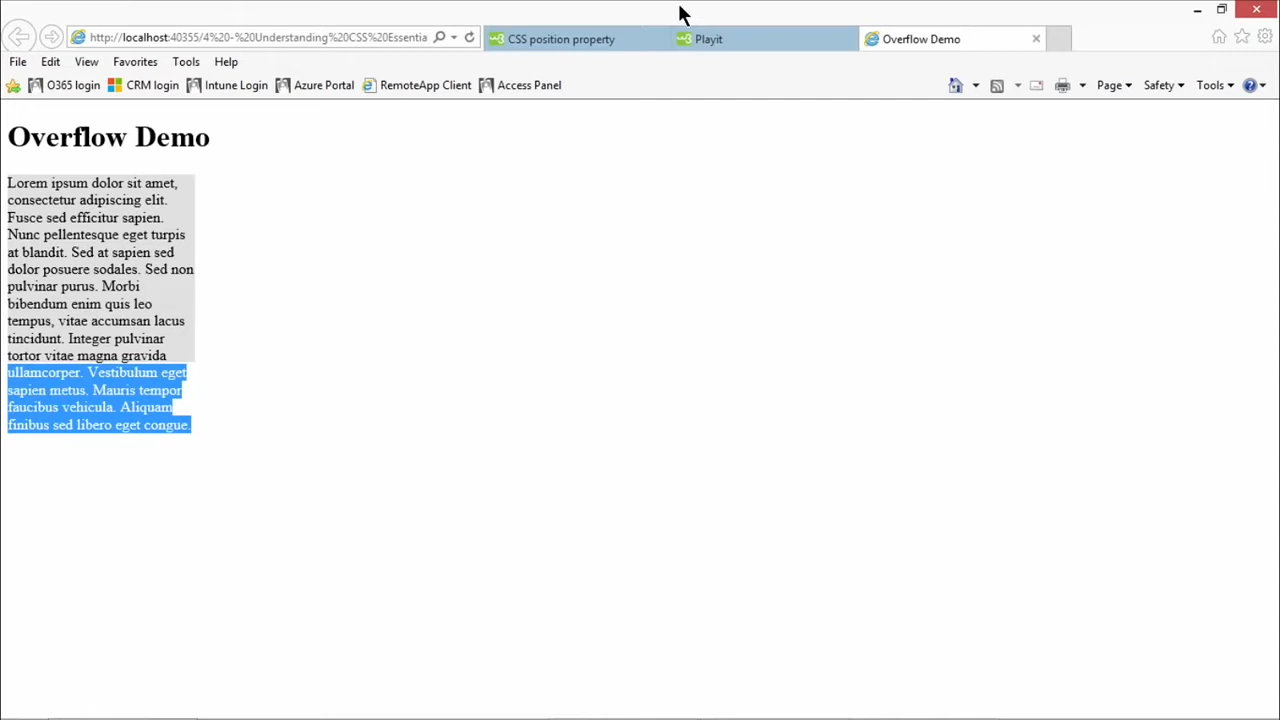 http://localhost:40355/4%20-%20Understanding%20CSS%20Essentia
CSS position property
Playit
Overflow Demo
File Edit View Favorites Tools Help
O365 login CRM login Intune Login Azure Portal RemoteApp Client Access Panel Page Safety Tools
Overflow Demo
Lorem ipsum dolor sit amet,
consectetur adipiscing elit.
Fusce sed efficitur sapien.
Nunc pellentesque eget turpis
at blandit. Sed at sapien sed
dolor posuere sodales. Sed non
pulvinar purus. Morbi
bibendum enim quis leo
tempus, vitae accumsan lacus
tincidunt. Integer pulvinar
tortor vitae magna gravida
ullamcorper. Vestibulum eget
sapien metus. Mauris tempor
faucibus vehicula. Aliquam
finibus sed libero eget congue.